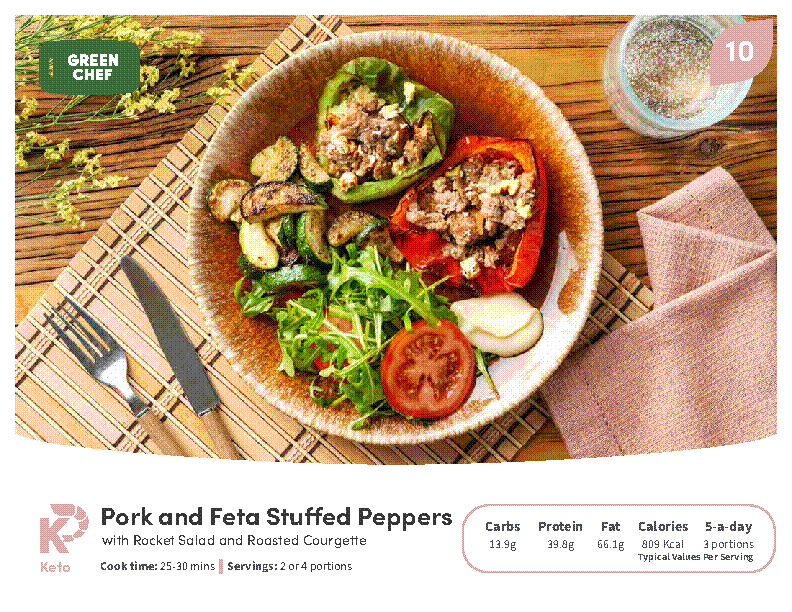 GREEN
CHEF
10
Pork and Feta Stuffed Peppers
with Rocket Salad and Roasted Courgette
Cook time: 25-30 mins Servings: 2 or 4 portions
Keto
Carbs Protein Fat Calories 5-a-day
13.9g 39.8g 66.1g 809 Kcal 3 portions
Typical Values Per Serving